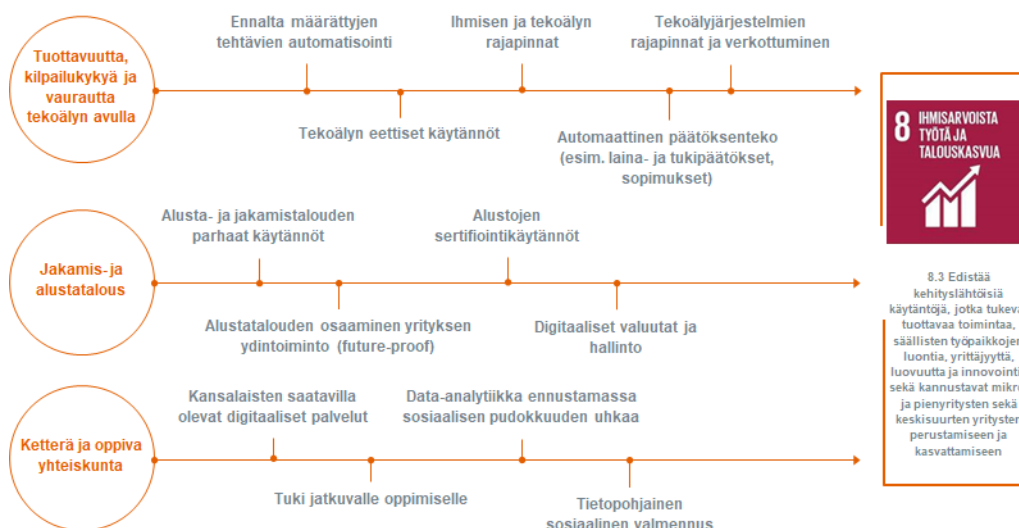 Tuottavuutta,
kilpailukykyä ja
vaurautta
tekoälyn avulla
Ennalta määrättyjen
tehtävien automatisointi
Ihmisen ja tekoälyn
rajapinnat
Tekoälyjärjestelmien
rajapinnat ja verkottuminen
Tekoälyn eettiset käytännöt
Automaattinen päätöksenteko
(esim. laina- ja tukipäätökset,
sopimukset)
Jakamis- ja
alustatalous
Alusta- ja jakamistalouden
parhaat käytännöt
Alustojen
sertifiointikäytännöt
Alustatalouden osaaminen yrityksen
ydintoiminto (future-proof)
Digitaaliset valuutat ja
hallinto
Ketterä ja oppiva
yhteiskunta
Kansalaisten saatavilla
olevat digitaaliset palvelut
Data-analytiikka ennustamassa
sosiaalisen pudokkuuden uhkaa
Tuki jatkuvalle oppimiselle
Tietopohjainen
sosiaalinen valmennus
8 IHMISARVOISTA
TYÖTÄ JA
TALOUSKASVUA
8.3 Edistää
kehityslähtöisiä
käytäntöjä, jotka tukeva
tuottavaa toimintaa,
säällisten työpaikkojen
luontia, yrittäjyyttä,
luovuutta ja innovointi
sekä kannustavat mikro
ja pienyritysten sekä
keskisuurten yritysten
perustamiseen ja
kasvattamiseen